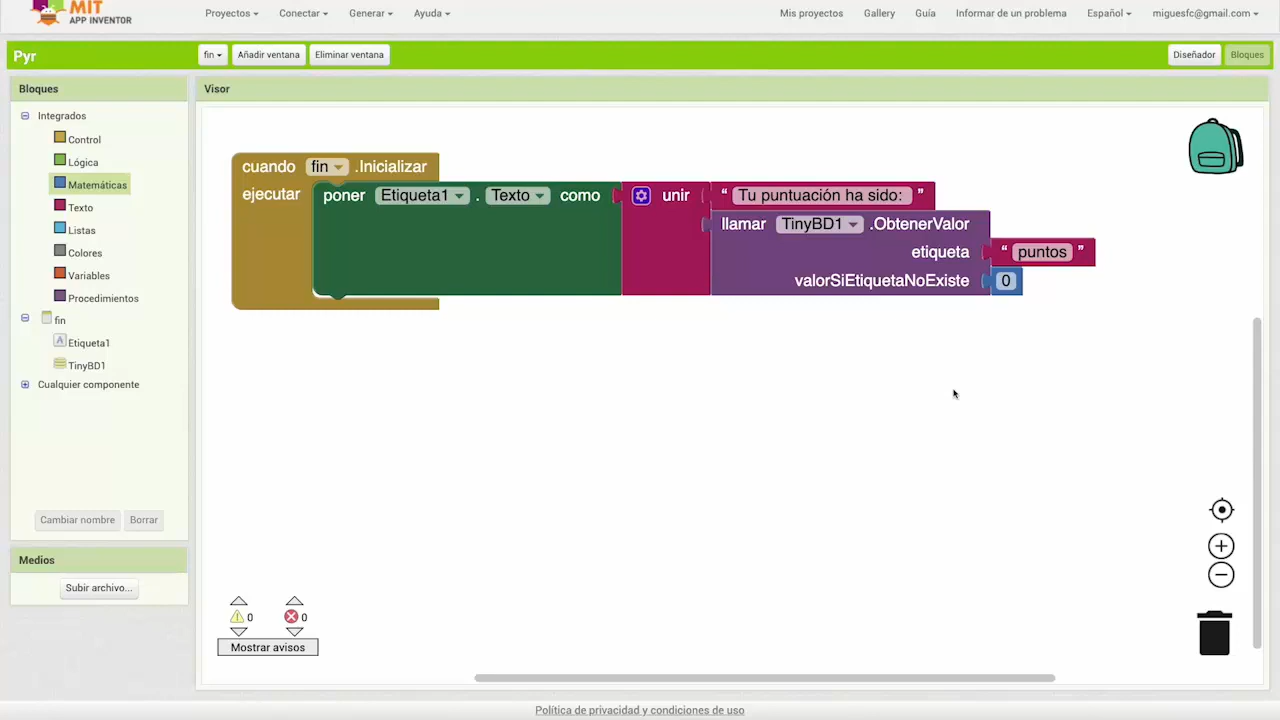 MIT
APP INVENTOR
Proyectos
Conectar
Generar
Ayuda
Mis proyectos
Gallery
Guía
Informar de un problema
Español
miguesfc@gmail.com
Pyr
fin
Añadir ventana
Eliminar ventana
Diseñador
Bloques
Bloques
Visor
Integrados
Control
Lógica
Matemáticas
Texto
Listas
Colores
Variables
Procedimientos
fin
Etiqueta1
TinyBD1
Cualquier componente
Cambiar nombre
Borrar
Medios
Subir archivo...
cuando fin .Inicializar
ejecutar poner Etiqueta1 . Texto como unir “ Tu puntuación ha sido: ”
llamar TinyBD1 .ObtenerValor
etiqueta “ puntos ”
valorSiEtiquetaNoExiste 0
0
0
Mostrar avisos
Política de privacidad y condiciones de uso